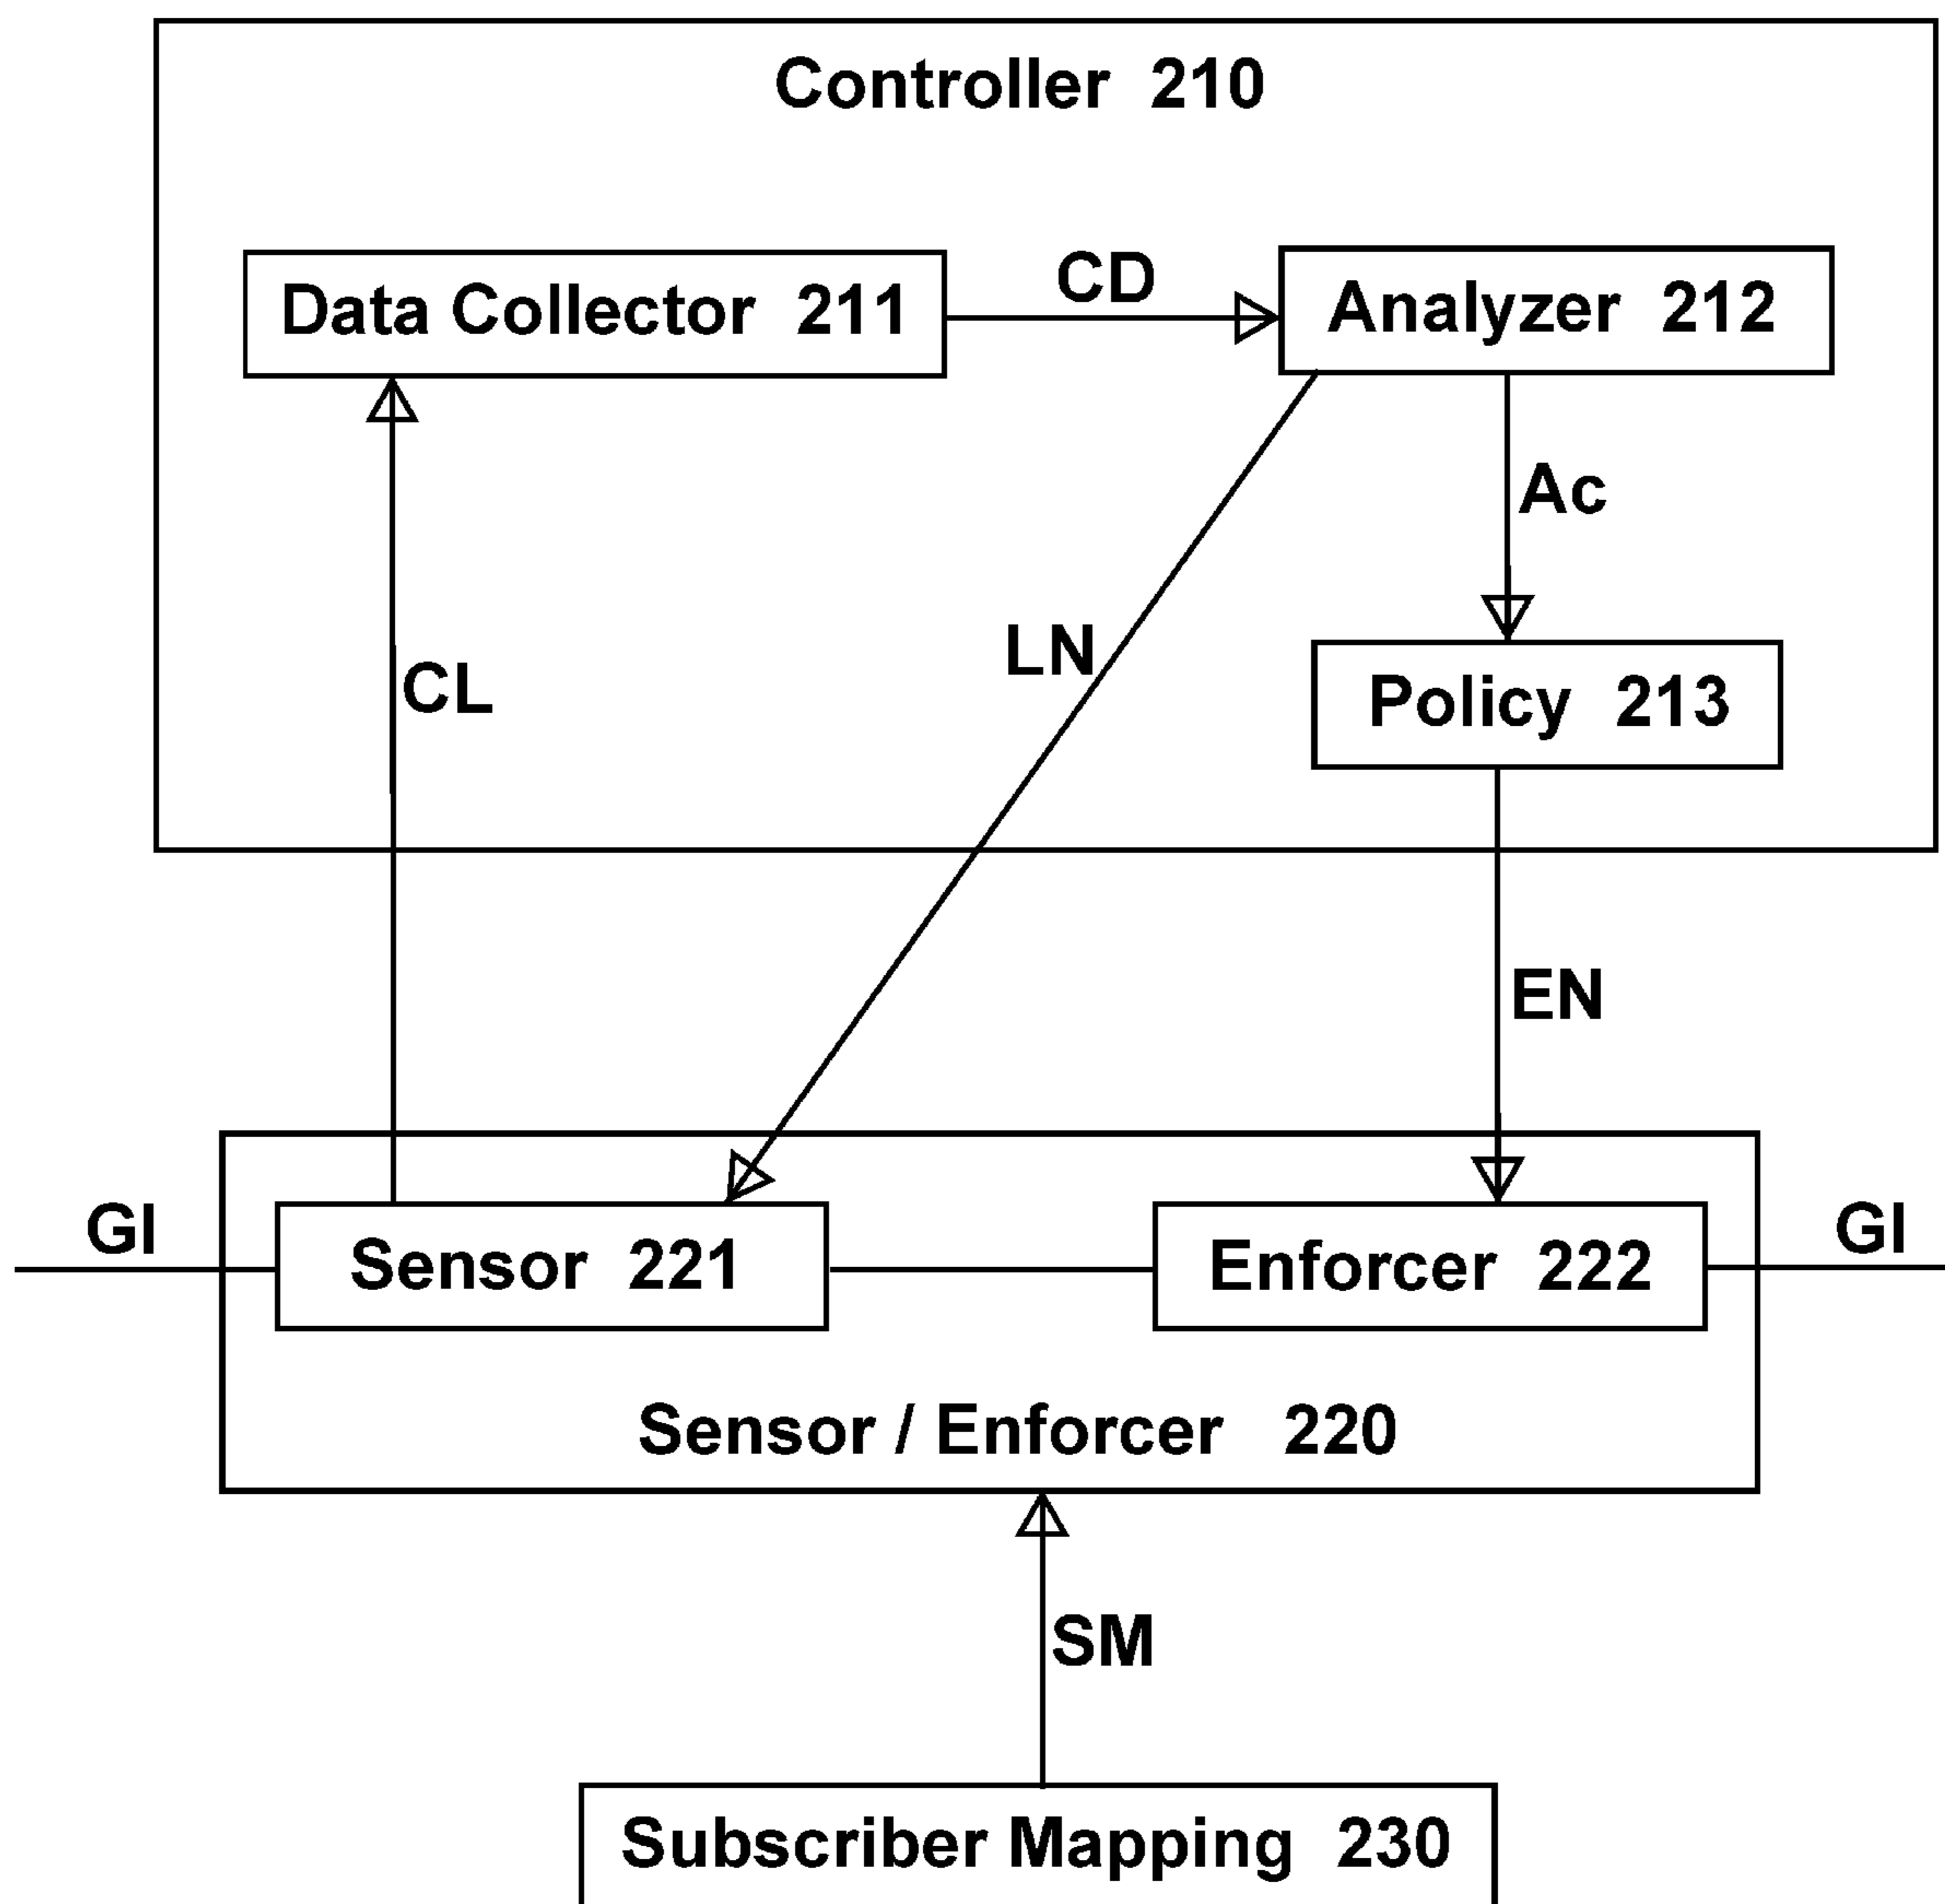 Controller 210
Data Collector 211
CD
Analyzer 212
Ac
LN
CL
Policy 213
EN
GI
Sensor 221
Enforcer 222
GI
Sensor / Enforcer 220
SM
Subscriber Mapping 230